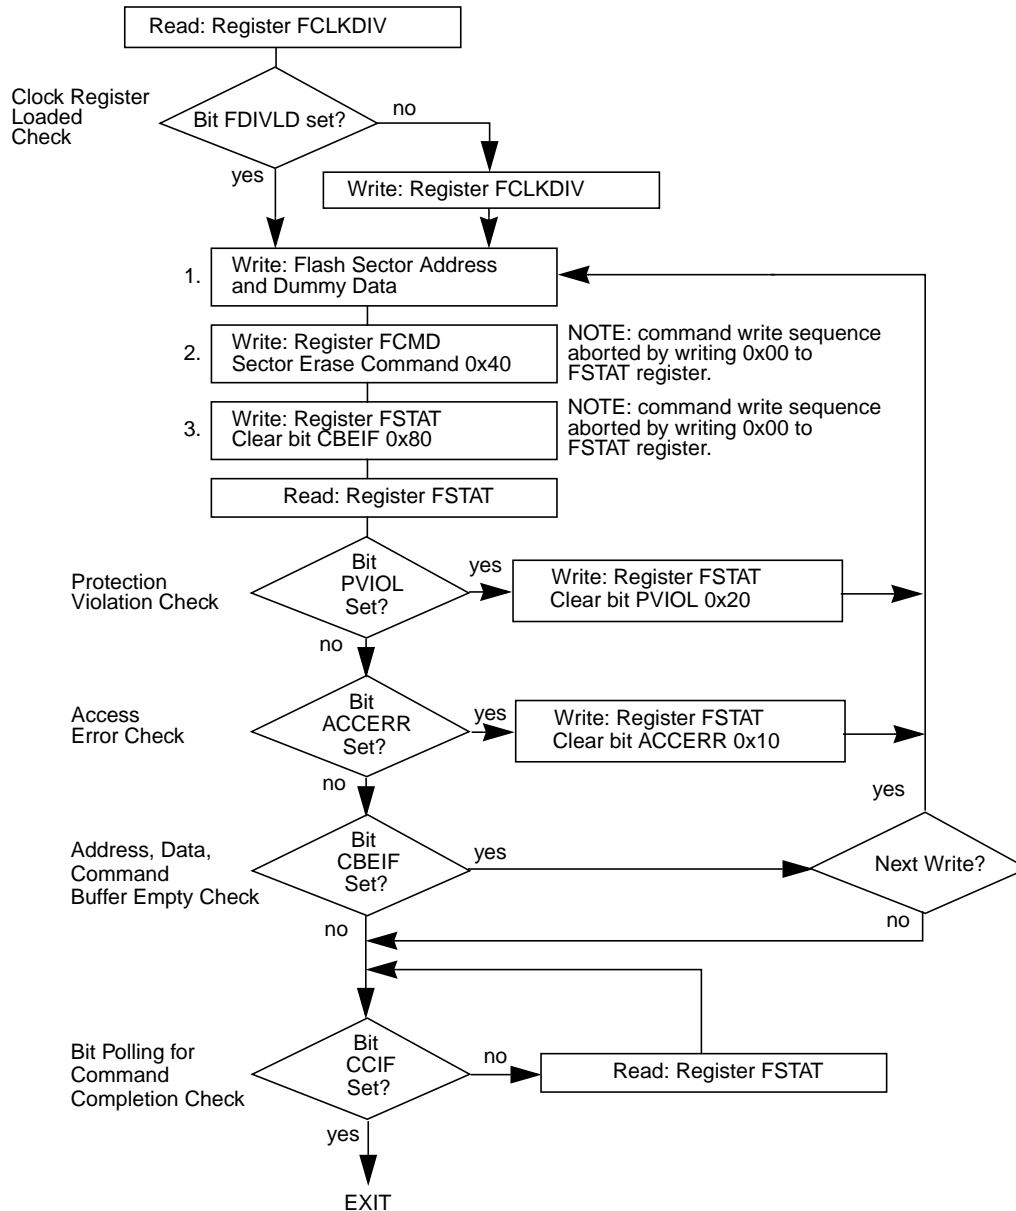 Read: Register FCLKDIV
Clock Register
Loaded
Check
Bit FDIVLD set?
no
yes
Write: Register FCLKDIV
1.
Write: Flash Sector Address
and Dummy Data
2.
Write: Register FCMD
Sector Erase Command 0x40
NOTE: command write sequence
aborted by writing 0x00 to
FSTAT register.
3.
Write: Register FSTAT
Clear bit CBEIF 0x80
NOTE: command write sequence
aborted by writing 0x00 to
FSTAT register.
Read: Register FSTAT
Protection
Violation Check
Bit
PVIOL
Set?
yes
Write: Register FSTAT
Clear bit PVIOL 0x20
no
Access
Error Check
Bit
ACCERR
Set?
yes
Write: Register FSTAT
Clear bit ACCERR 0x10
no
yes
Address, Data,
Command
Buffer Empty Check
Bit
CBEIF
Set?
yes
Next Write?
no
no
Bit Polling for
Command
Completion Check
Bit
CCIF
Set?
no
Read: Register FSTAT
yes
EXIT